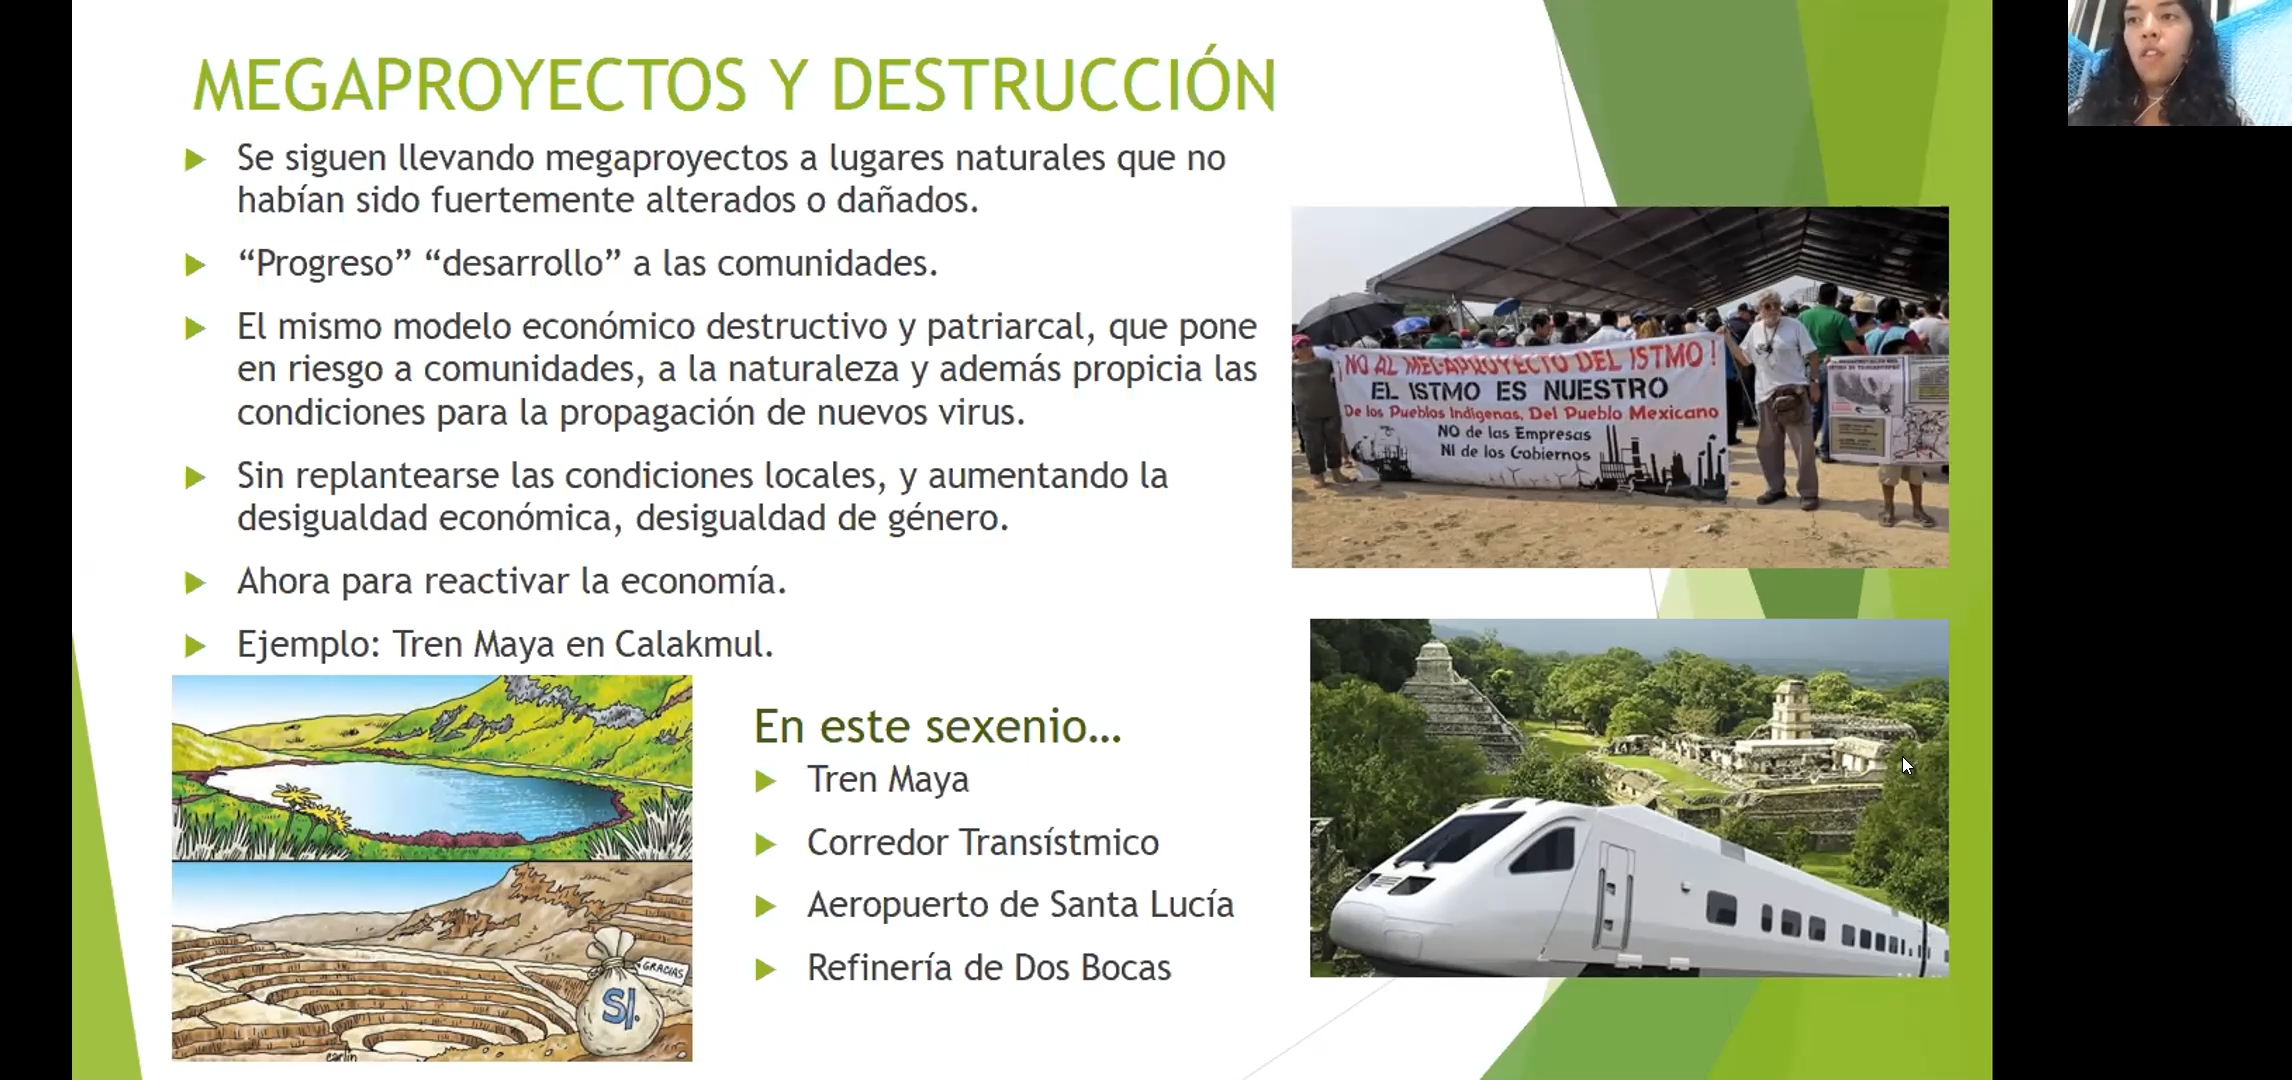 MEGAPROYECTOS Y DESTRUCCIÓN
Se siguen llevando megaproyectos a lugares naturales que no
habían sido fuertemente alterados o dañados.
“Progreso” “desarrollo” a las comunidades.
El mismo modelo económico destructivo y patriarcal, que pone
en riesgo a comunidades, a la naturaleza y además propicia las
condiciones para la propagación de nuevos virus.
Sin replantearse las condiciones locales, y aumentando la
desigualdad económica, desigualdad de género.
Ahora para reactivar la economía.
Ejemplo: Tren Maya en Calakmul.
¡NO AL MEGAPROYECTO DEL ISTMO!
EL ISTMO ES NUESTRO
De los Pueblos Indígenas, Del Pueblo Mexicano
NO de las Empresas
NI de los Gobiernos
GRACIAS
S/.
carlin
En este sexenio...
Tren Maya
Corredor Transístmico
Aeropuerto de Santa Lucía
Refinería de Dos Bocas